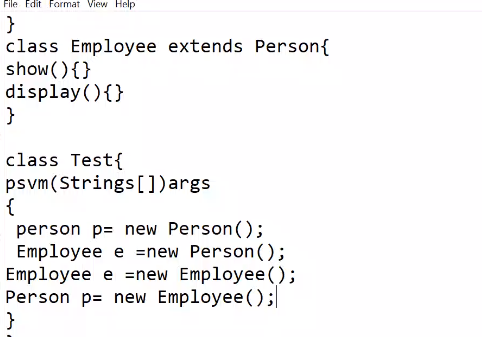 File Edit Format View Help
}
class Employee extends Person{
show(){}
display(){}
}
class Test{
psvm(Strings[])args
{
person p= new Person();
Employee e =new Person();
Employee e =new Employee();
Person p= new Employee();
}